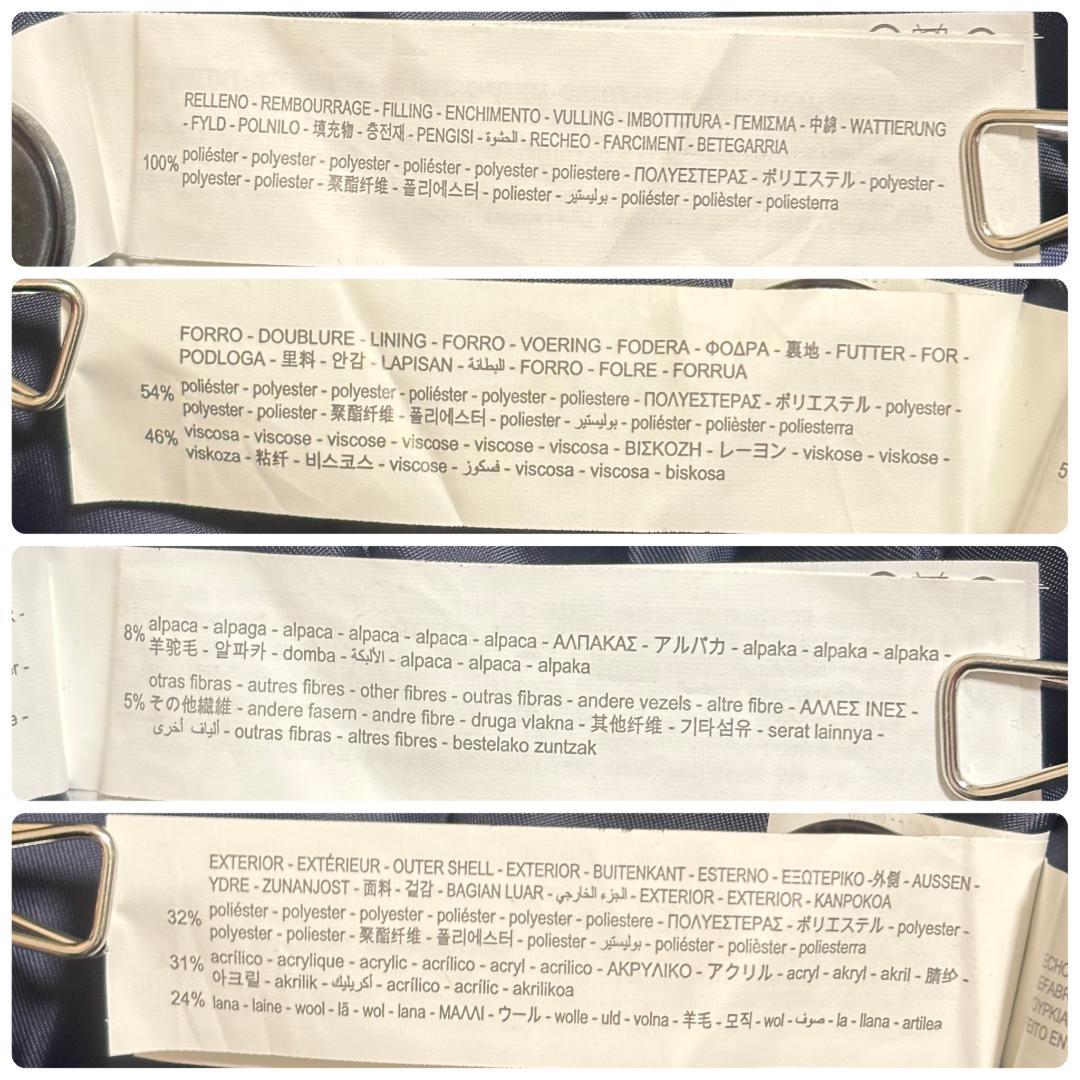 RELLENO - REMBOURRAGE - FILLING - ENCHIMENTO - VULLING - IMBOTTITURA - ΓΕΜΙΣΜΑ - 中綿 - WATTIERUNG
- FYLD - POLNILO - 填充物 - 충전재 - PENGISI - الحشوة - RECHEO - FARCIMENT - BETEGARRIA
100% poliéster - polyester - polyester - poliéster - polyester - poliestere - ΠΟΛΥΕΣΤΕΡΑΣ - ポリエステル - polyester -
polyester - poliester - 聚酯纤维 - 폴리에스터 - poliester - بوليستير - poliéster - polièster - poliesterra
FORRO - DOUBLURE - LINING - FORRO - VOERING - FODERA - ΦΟΔΡΑ - 裏地 - FUTTER - FOR -
PODLOGA - 里料 - 안감 - LAPISAN - للبطانة - FORRO - FOLRE - FORRUA
54% poliéster - polyester - polyester - poliéster - polyester - poliestere - ΠΟΛΥΕΣΤΕΡΑΣ - ポリエステル - polyester -
polyester - poliester - 聚酯纤维 - 폴리에스터 - poliester - بوليستير - poliéster - polièster - poliesterra
46% viscosa - viscose - viscose - viscose - viscose - viscosa - ΒΙΣΚΟΖΗ - レーヨン - viskose - viskose -
viskoza - 粘纤 - 비스코스 - viscose - فسكوز - viscosa - viscosa - biskosa
8% alpaca - alpaga - alpaca - alpaca - alpaca - alpaca - ΑΛΠΑΚΑΣ - アルパカ - alpaka - alpaka - alpaka -
羊驼毛 - 알파카 - domba - الألبكة - alpaca - alpaca - alpaka
otras fibras - autres fibres - other fibres - outras fibras - andere vezels - altre fibre - ΑΛΛΕΣ ΙΝΕΣ -
5% その他繊維 - andere fasern - andre fibre - druga vlakna - 其他纤维 - 기타섬유 - serat lainnya -
ألياف أخرى - outras fibras - altres fibres - bestelako zuntzak
EXTERIOR - EXTÉRIEUR - OUTER SHELL - EXTERIOR - BUITENKANT - ESTERNO - ΕΞΩΤΕΡΙΚΟ -外側 - AUSSEN -
YDRE - ZUNANJOST - 面料 - 겉감 - BAGIAN LUAR - الجزء الخارجي - EXTERIOR - EXTERIOR - KANPOKOA
32% poliéster - polyester - polyester - poliéster - polyester - poliestere - ΠΟΛΥΕΣΤΕΡΑΣ - ポリエステル - polyester -
polyester - poliester - 聚酯纤维 - 폴리에스터 - poliester - بوليستير - poliéster - polièster - poliesterra
31% acrílico - acrylique - acrylic - acrílico - acryl - acrilico - ΑΚΡΥΛΙΚΟ - アクリル - acryl - akryl - akril - 腈纶 -
아크릴 - akrilik - أكريليك - acrílico - acrílic - akrilikoa
24% lana - laine - wool - lã - wol - lana - ΜΑΛΛΙ - ウール - wolle - uld - volna - 羊毛 - 모직 - wol - صوف - la - llana - artilea